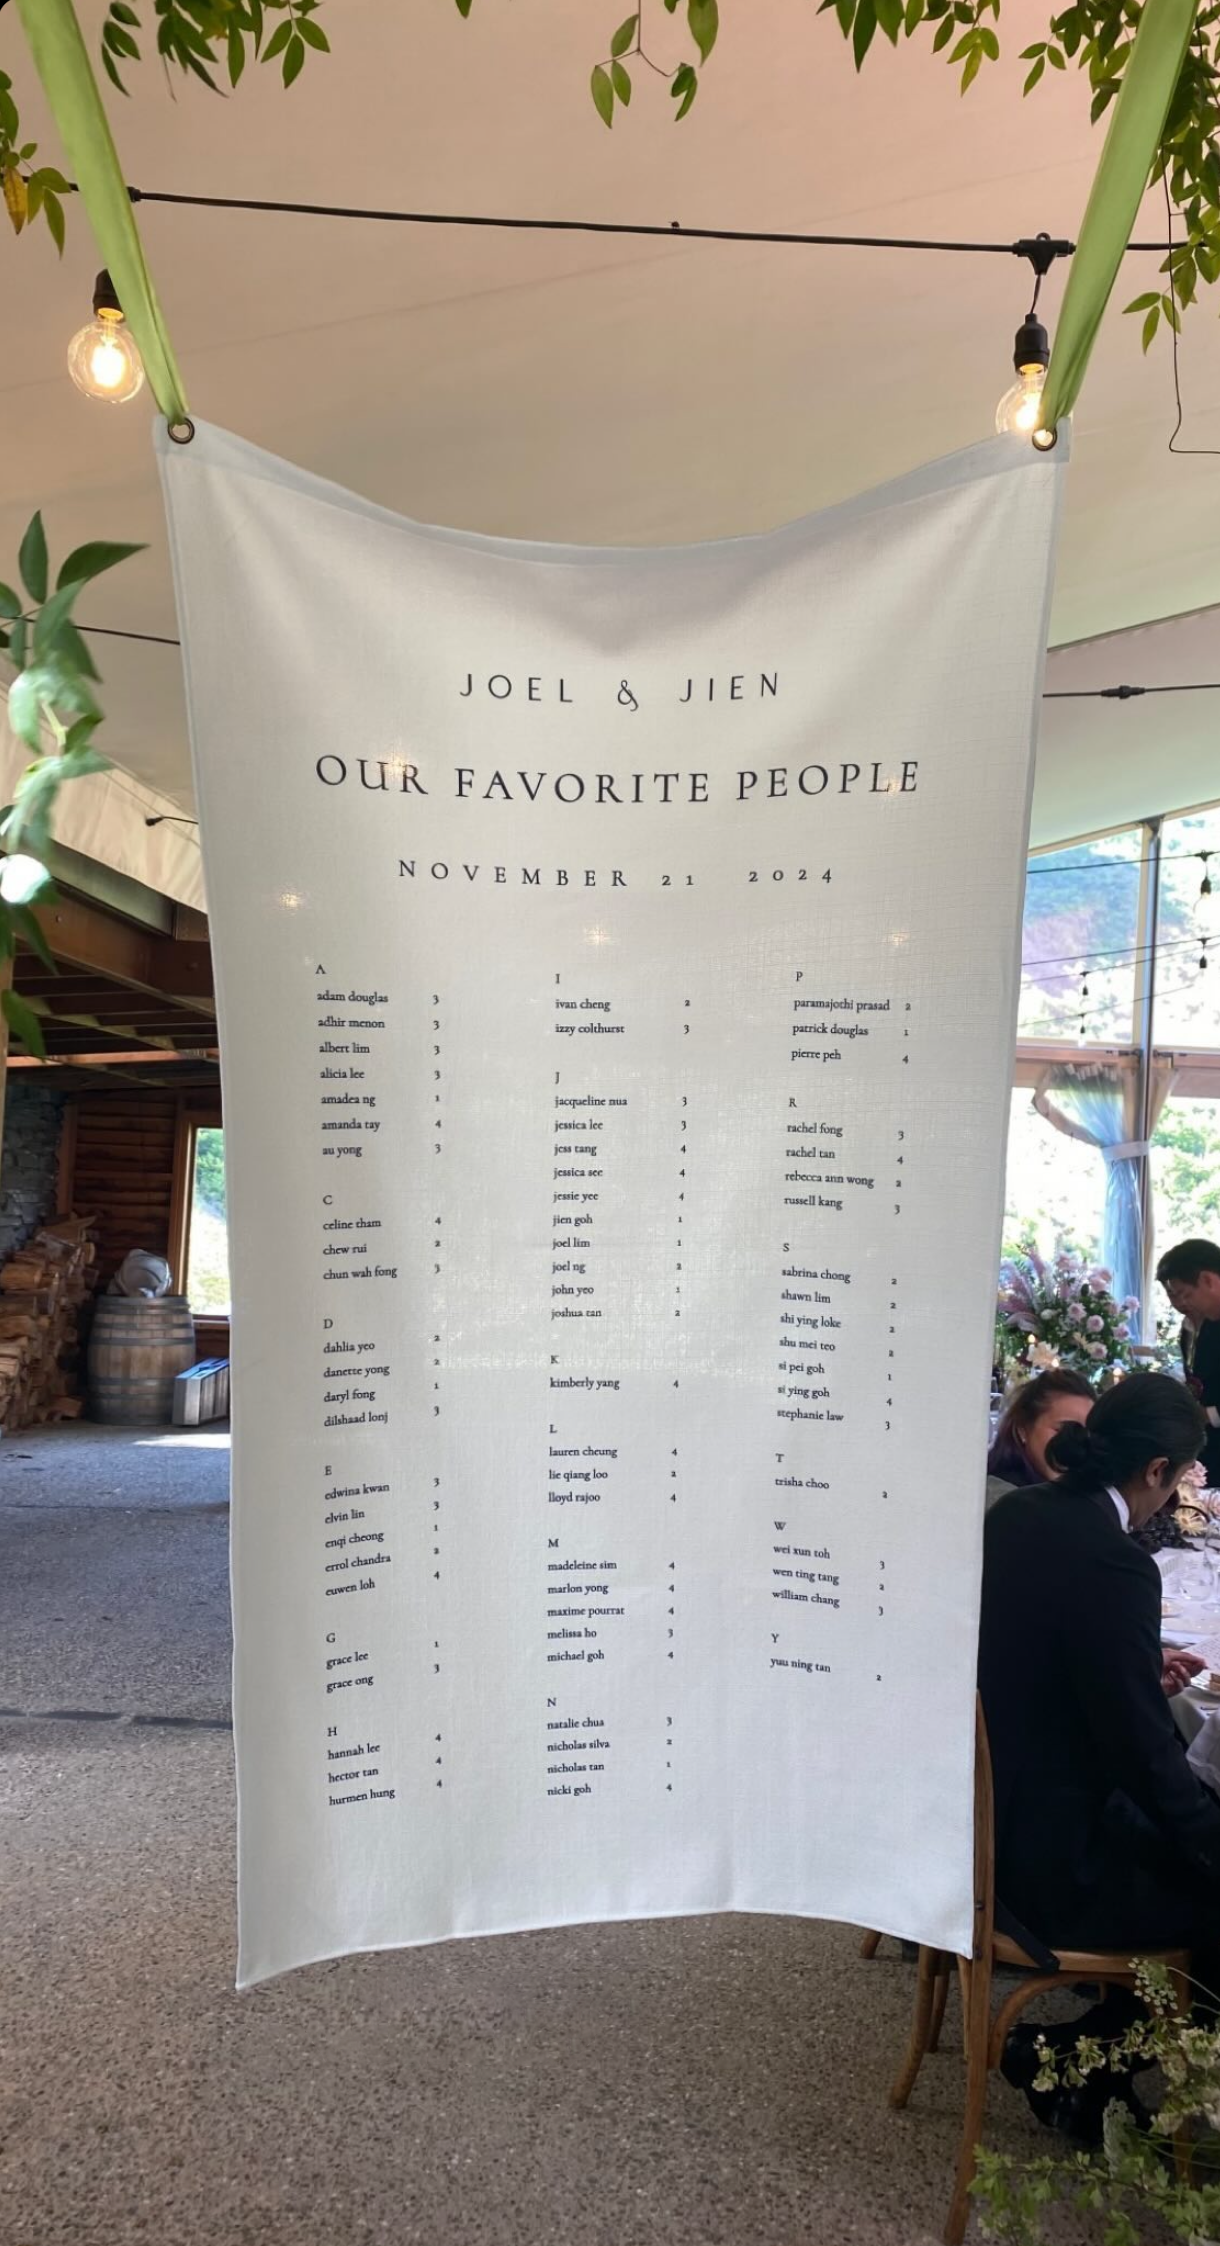 JOEL & JIEN
OUR FAVORITE PEOPLE
NOVEMBER 21 2024
A
adam douglas 3
adhir menon 3
albert lim 3
alicia lee 3
amadea ng 1
amanda tay 4
au yong 3
C
celine tham 4
chew rui 2
chun wah fong 3
D
dahlia yeo 2
danette yong 2
daryl fong 1
dilshaad lonj 3
E
edwina kwan 3
elvin lin 3
enqi cheong 1
errol chandra 2
euwen loh 4
G
grace lee 1
grace ong 3
H
hannah lee 4
hector tan 4
hurmen hung 4
I
ivan cheng 2
izzy colthurst 3
J
jacqueline nua 3
jessica lee 3
jess tang 4
jessica see 4
jessie yee 4
jien goh 1
joel lim 1
joel ng 2
john yeo 1
joshua tan 2
K
kimberly yang 4
L
lauren cheung 4
lie qiang loo 2
lloyd rajoo 4
M
madeleine sim 4
marlon yong 4
maxime pourrat 4
melissa ho 3
michael goh 4
N
natalie chua 3
nicholas silva 2
nicholas tan 1
nicki goh 4
P
paramajothi prasad 2
patrick douglas 1
pierre peh 4
R
rachel fong 3
rachel tan 4
rebecca ann wong 2
russell kang 3
S
sabrina chong 2
shawn lim 2
shi ying loke 2
shu mei teo 2
si pei goh 1
si ying goh 4
stephanie law 3
T
trisha choo 2
W
wei xun toh 3
wen ting tang 2
william chang 3
Y
yuu ning tan 2